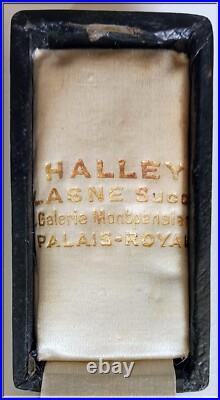 HALLEY
LASNE Succ
Galerie Montpensier
PALAIS-ROYAL